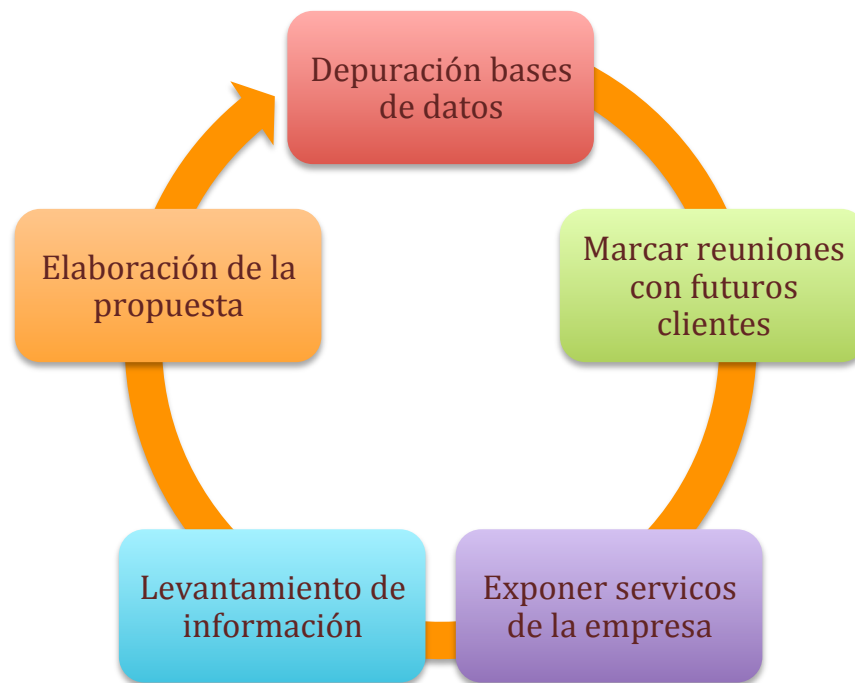 Depuración bases
de datos
Marcar reuniones
con futuros
clientes
Exponer servicos
de la empresa
Levantamiento de
información
Elaboración de la
propuesta